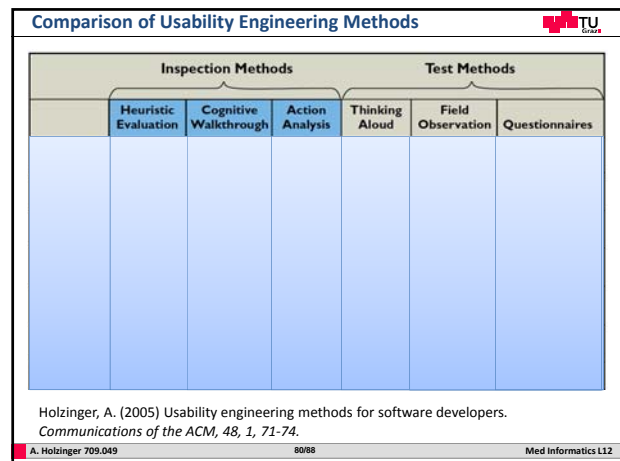 Comparison of Usability Engineering Methods
TU
Graz
Inspection Methods
Test Methods
Heuristic Evaluation
Cognitive Walkthrough
Action Analysis
Thinking Aloud
Field Observation
Questionnaires
Holzinger, A. (2005) Usability engineering methods for software developers.
Communications of the ACM, 48, 1, 71-74.
A. Holzinger 709.049
80/88
Med Informatics L12